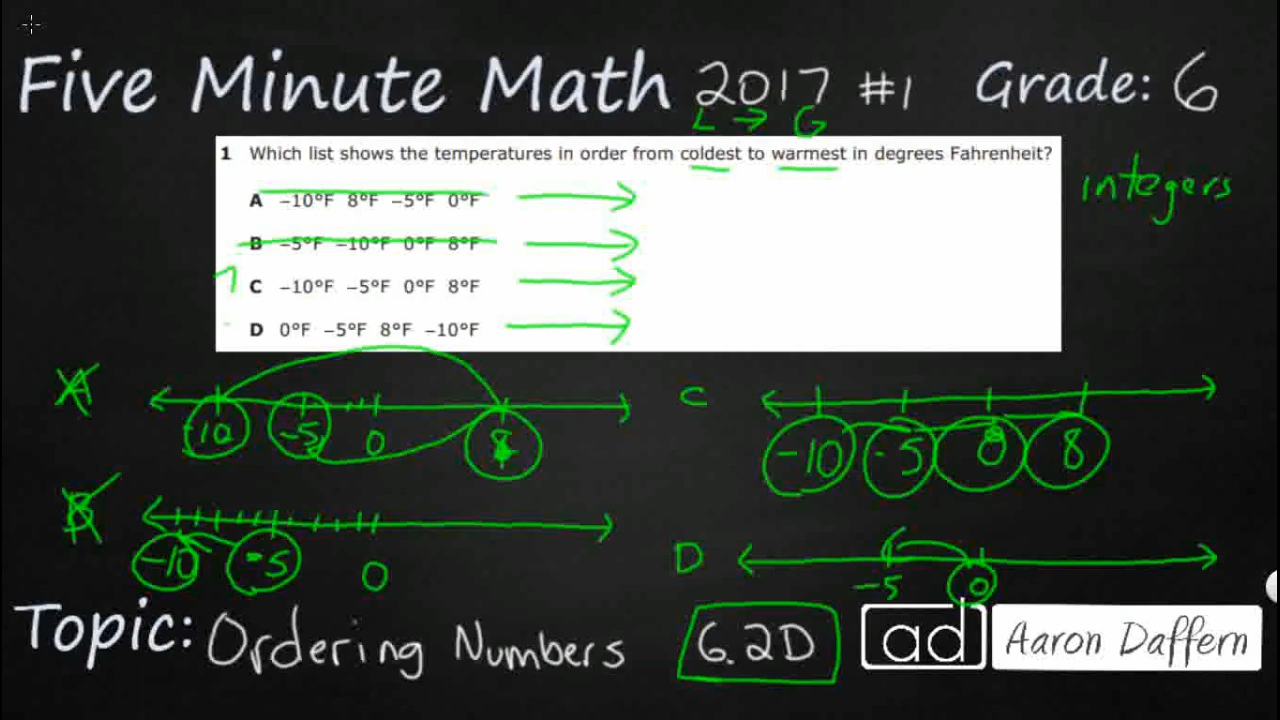 Five Minute Math 2017 #1 Grade: 6
L → G
1 Which list shows the temperatures in order from coldest to warmest in degrees Fahrenheit?
integers
A −10°F 8°F −5°F 0°F
B −5°F −10°F 0°F 8°F
C −10°F −5°F 0°F 8°F
D 0°F −5°F 8°F −10°F
A
-10 -5 0 8
C
-10 -5 0 8
B
-10 -5 0
D
-5 0
Topic: Ordering Numbers 6.2D ad Aaron Daffern